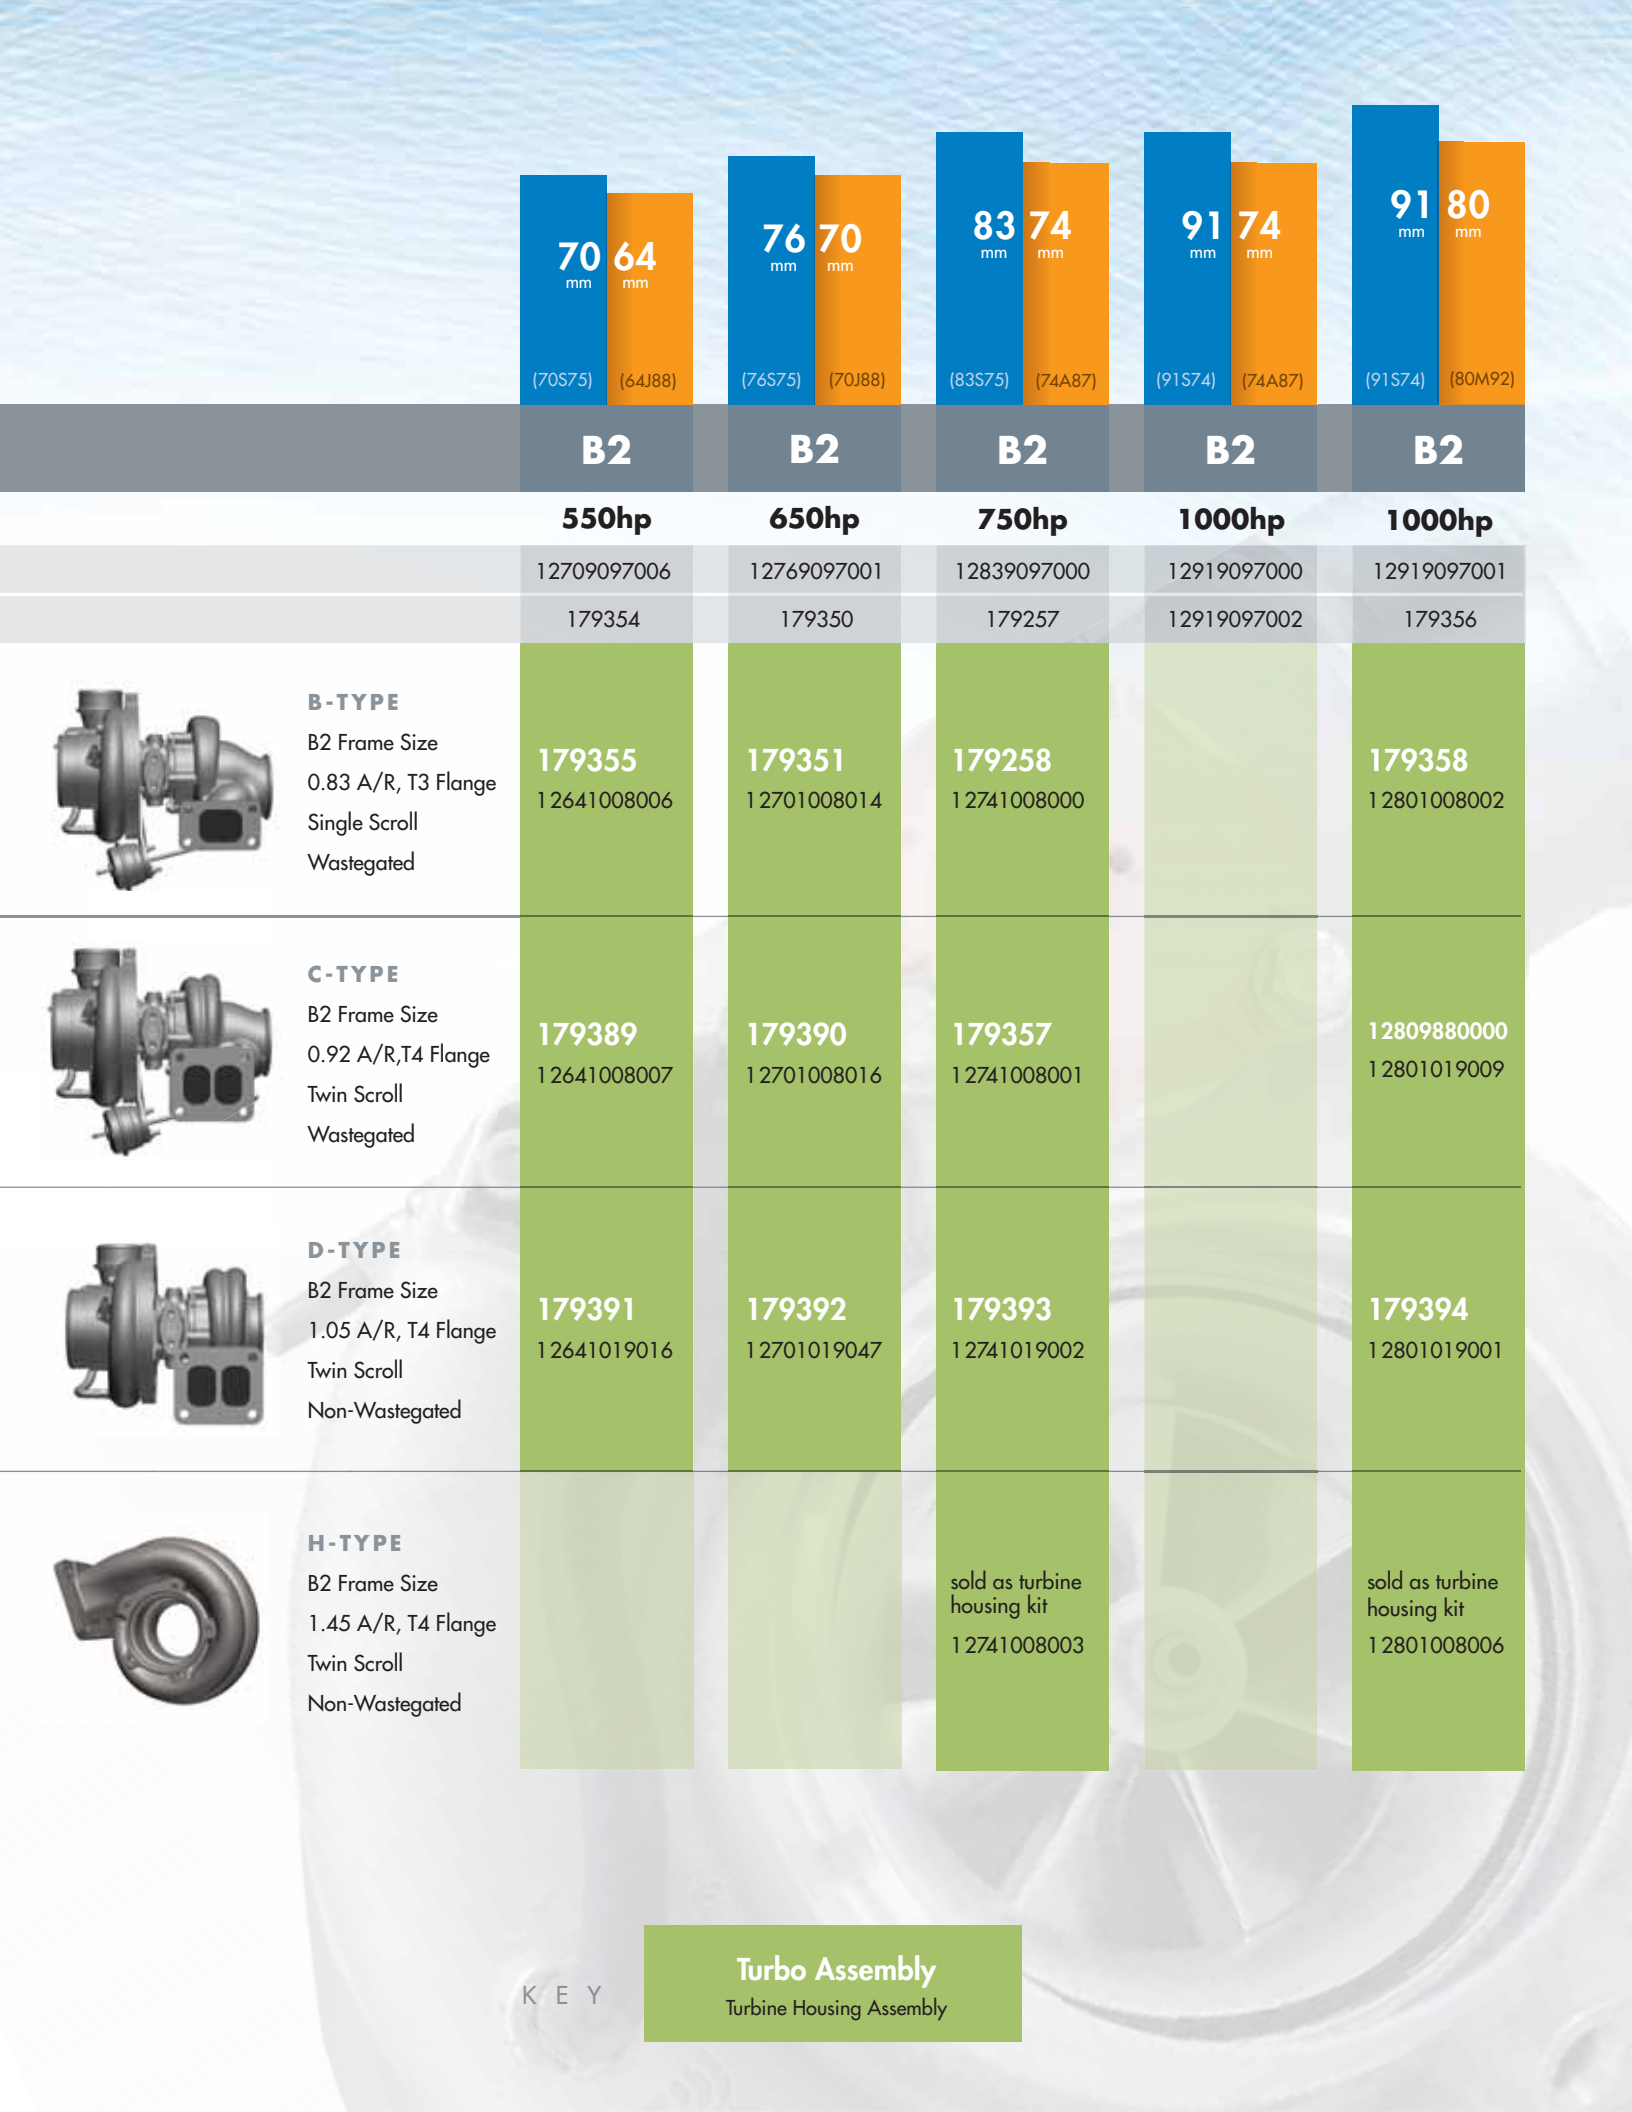 70 64
mm mm
(70S75) (64J88)
76 70
mm mm
(76S75) (70J88)
83 74
mm mm
(83S75) (74A87)
91 74
mm mm
(91S74) (74A87)
91 80
mm mm
(91S74) (80M92)
B2 B2 B2 B2 B2
550hp 650hp 750hp 1000hp 1000hp
12709097006 12769097001 12839097000 12919097000 12919097001
179354 179350 179257 12919097002 179356
B-TYPE
B2 Frame Size
0.83 A/R, T3 Flange
Single Scroll
Wastegated
179355 179351 179258 179358
12641008006 12701008014 12741008000 12801008002
C-TYPE
B2 Frame Size
0.92 A/R,T4 Flange
Twin Scroll
Wastegated
179389 179390 179357 12809880000
12641008007 12701008016 12741008001 12801019009
D-TYPE
B2 Frame Size
1.05 A/R, T4 Flange
Twin Scroll
Non-Wastegated
179391 179392 179393 179394
12641019016 12701019047 12741019002 12801019001
H-TYPE
B2 Frame Size
1.45 A/R, T4 Flange
Twin Scroll
Non-Wastegated
sold as turbine
housing kit
12741008003
sold as turbine
housing kit
12801008006
KEY
Turbo Assembly
Turbine Housing Assembly